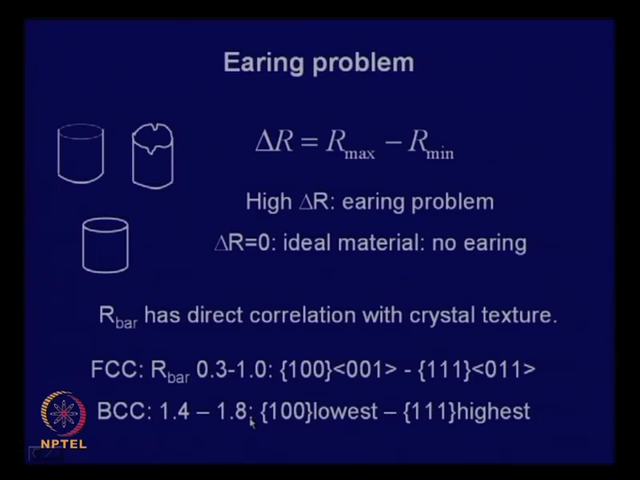 Earing problem
ΔR = Rmax − Rmin
High ΔR: earing problem
ΔR=0: ideal material: no earing
Rbar has direct correlation with crystal texture.
FCC: Rbar 0.3-1.0: {100}<001> - {111}<011>
BCC: 1.4 – 1.8: {100}lowest – {111}highest
NPTEL